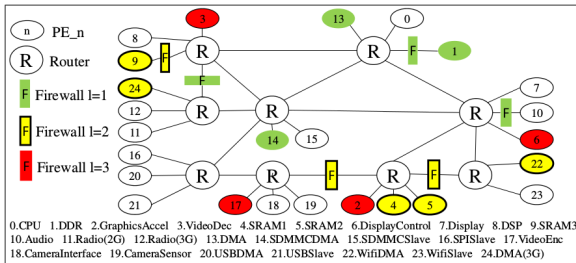 3
13
0
8
n PE_n
R
R
F
1
9
F
R Router
F
24
7
F Firewall l=1
12
R
R
R
F
10
11
6
F Firewall l=2
14
15
16
22
F Firewall l=3
20
R
R
F
R
F
R
21
17
18
19
2
4
5
23
0.CPU 1.DDR 2.GraphicsAccel 3.VideoDec 4.SRAM1 5.SRAM2 6.DisplayControl 7.Display 8.DSP 9.SRAM3
10.Audio 11.Radio(2G) 12.Radio(3G) 13.DMA 14.SDMMCDMA 15.SDMMCSlave 16.SPISlave 17.VideoEnc
18.CameraInterface 19.CameraSensor 20.USBDMA 21.USBSlave 22.WifiDMA 23.WifiSlave 24.DMA(3G)